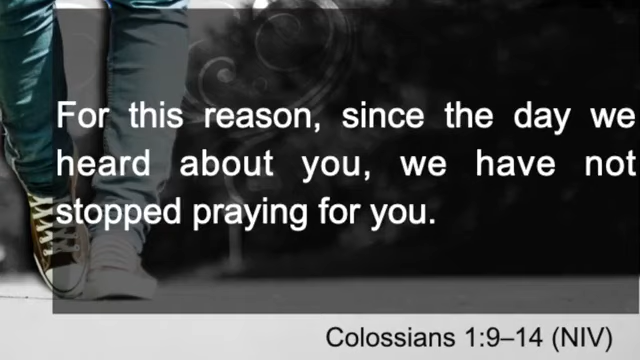 For this reason, since the day we
heard about you, we have not
stopped praying for you.
Colossians 1:9–14 (NIV)